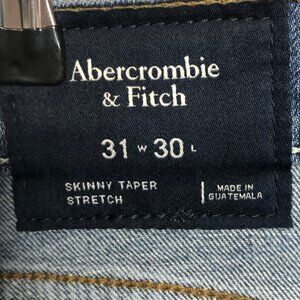 Abercrombie
& Fitch
31 W 30 L
SKINNY TAPER
STRETCH
MADE IN
GUATEMALA